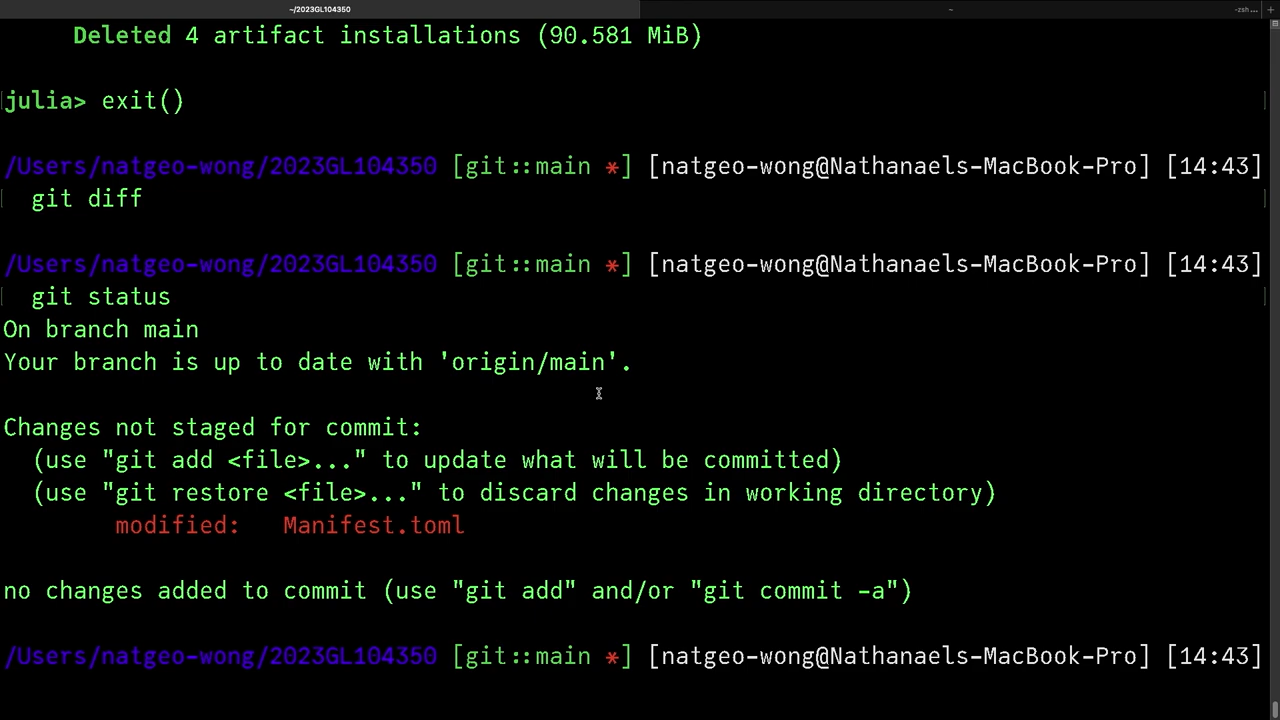 ~/2023GL104350
~
-zsh...
Deleted 4 artifact installations (90.581 MiB)
julia> exit()
/Users/natgeo-wong/2023GL104350 [git::main *] [natgeo-wong@Nathanaels-MacBook-Pro] [14:43]
git diff
/Users/natgeo-wong/2023GL104350 [git::main *] [natgeo-wong@Nathanaels-MacBook-Pro] [14:43]
git status
On branch main
Your branch is up to date with 'origin/main'.
Changes not staged for commit:
(use "git add <file>..." to update what will be committed)
(use "git restore <file>..." to discard changes in working directory)
modified: Manifest.toml
no changes added to commit (use "git add" and/or "git commit -a")
/Users/natgeo-wong/2023GL104350 [git::main *] [natgeo-wong@Nathanaels-MacBook-Pro] [14:43]